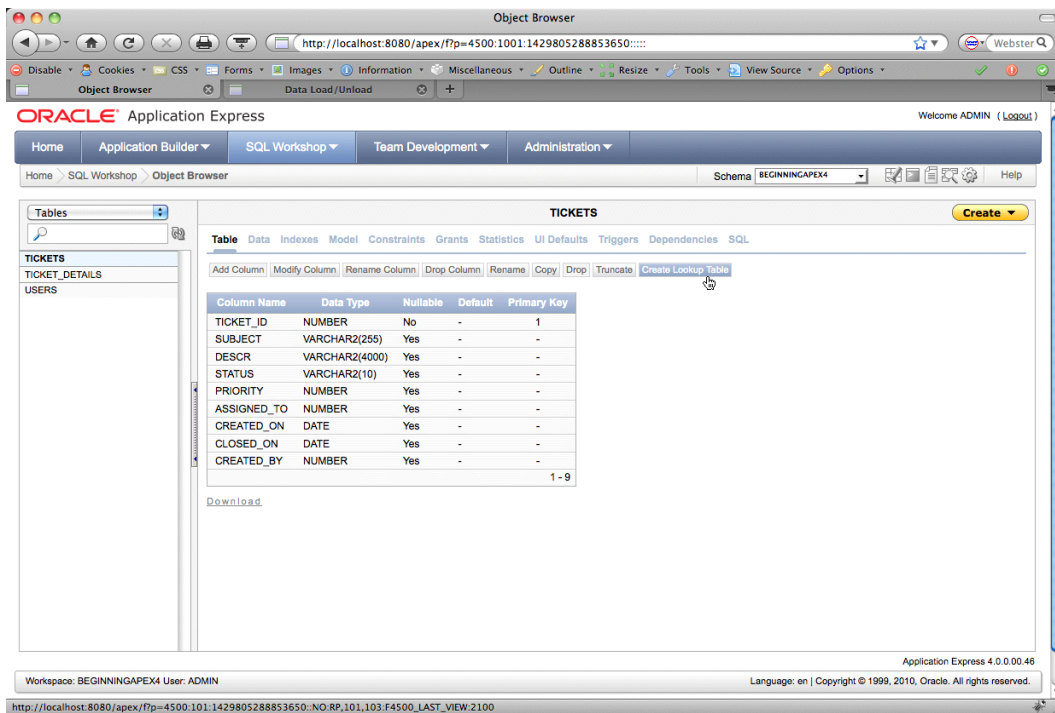 Object Browser
http://localhost:8080/apex/f?p=4500:1001:1429805288853650:::::
Webster
Disable Cookies CSS Forms Images Information Miscellaneous Outline Resize Tools View Source Options
Object Browser Data Load/Unload
ORACLE Application Express
Welcome ADMIN ( Logout )
Home Application Builder SQL Workshop Team Development Administration
Home SQL Workshop Object Browser Schema BEGINNINGAPEX4 Help
Tables
TICKETS
Create
Table Data Indexes Model Constraints Grants Statistics UI Defaults Triggers Dependencies SQL
TICKETS
TICKET_DETAILS
USERS
Add Column Modify Column Rename Column Drop Column Rename Copy Drop Truncate Create Lookup Table
Column Name Data Type Nullable Default Primary Key
TICKET_ID NUMBER No - 1
SUBJECT VARCHAR2(255) Yes - -
DESCR VARCHAR2(4000) Yes - -
STATUS VARCHAR2(10) Yes - -
PRIORITY NUMBER Yes - -
ASSIGNED_TO NUMBER Yes - -
CREATED_ON DATE Yes - -
CLOSED_ON DATE Yes - -
CREATED_BY NUMBER Yes - -
1 - 9
Download
Application Express 4.0.0.00.46
Workspace: BEGINNINGAPEX4 User: ADMIN
Language: en | Copyright © 1999, 2010, Oracle. All rights reserved.
http://localhost:8080/apex/f?p=4500:101:1429805288853650::NO:RP,101,103:F4500_LAST_VIEW:2100